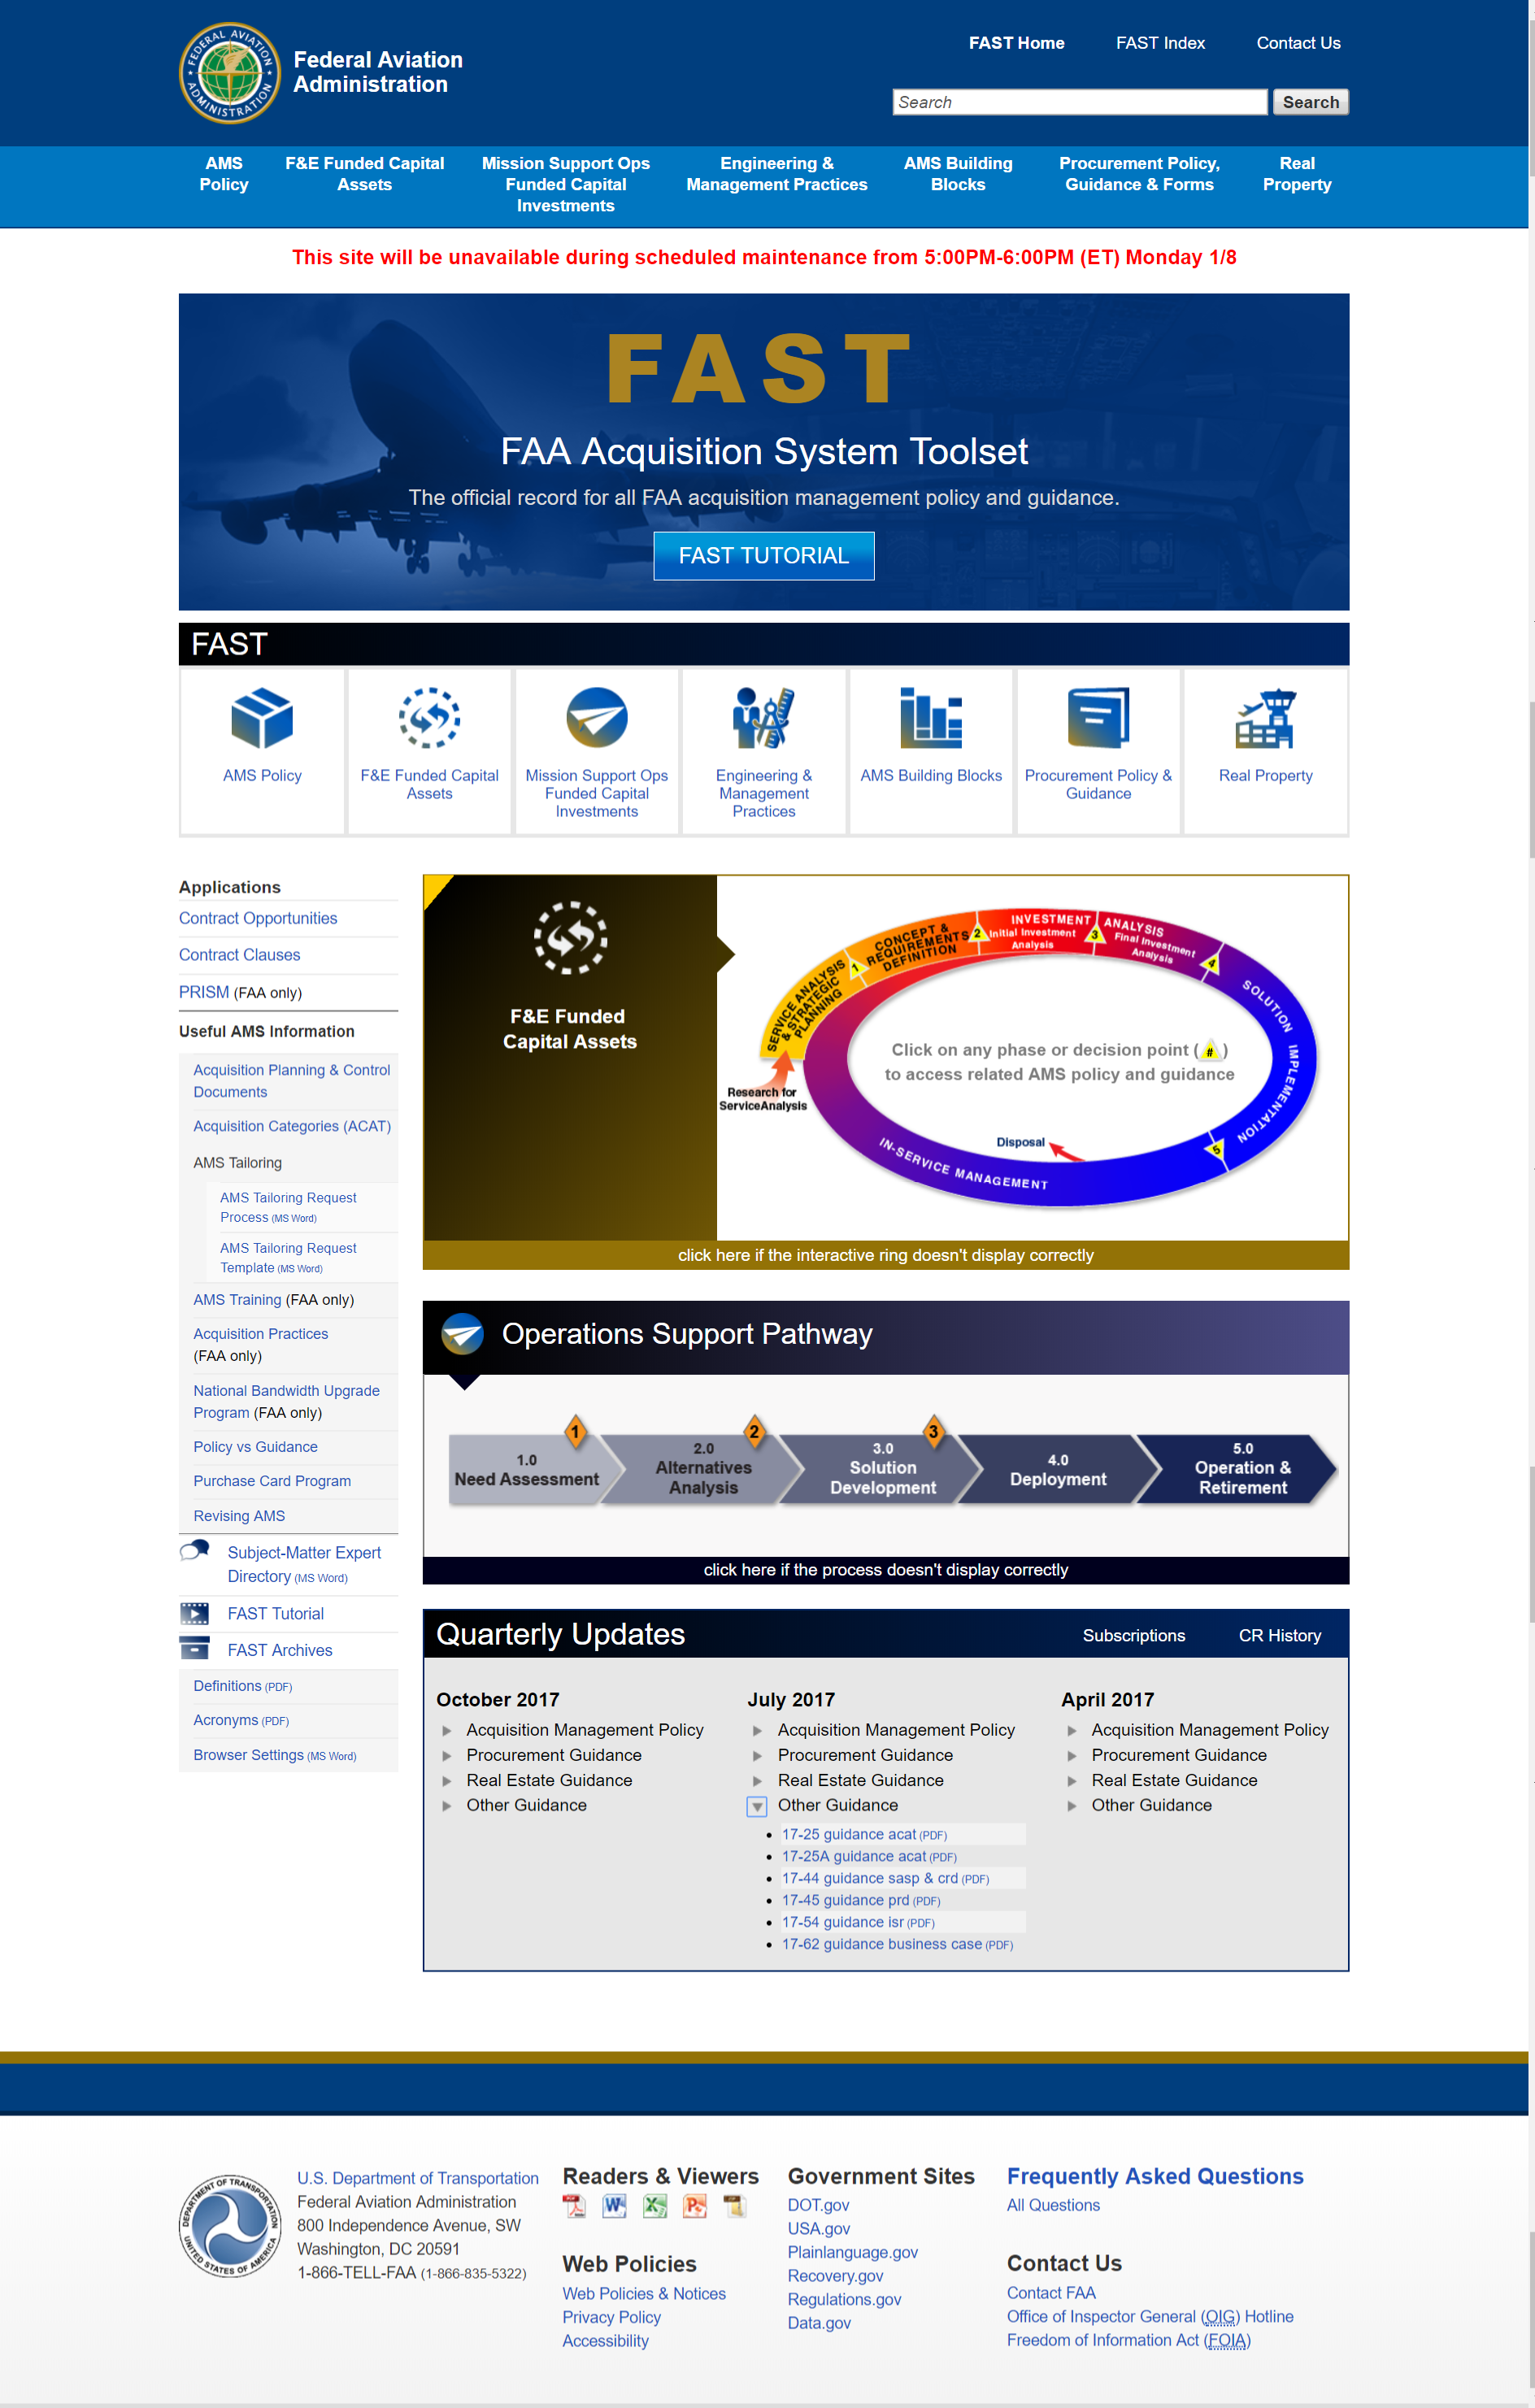 FEDERAL AVIATION
ADMINISTRATION
Federal Aviation
Administration
FAST Home
FAST Index
Contact Us
Search
Search
AMS
Policy
F&E Funded Capital
Assets
Mission Support Ops
Funded Capital
Investments
Engineering &
Management Practices
AMS Building
Blocks
Procurement Policy,
Guidance & Forms
Real
Property
This site will be unavailable during scheduled maintenance from 5:00PM-6:00PM (ET) Monday 1/8
FAST
FAA Acquisition System Toolset
The official record for all FAA acquisition management policy and guidance.
FAST TUTORIAL
FAST
AMS Policy
F&E Funded Capital
Assets
Mission Support Ops
Funded Capital
Investments
Engineering &
Management
Practices
AMS Building Blocks
Procurement Policy &
Guidance
Real Property
Applications
Contract Opportunities
Contract Clauses
PRISM (FAA only)
Useful AMS Information
Acquisition Planning & Control
Documents
Acquisition Categories (ACAT)
AMS Tailoring
AMS Tailoring Request
Process (MS Word)
AMS Tailoring Request
Template (MS Word)
AMS Training (FAA only)
Acquisition Practices
(FAA only)
National Bandwidth Upgrade
Program (FAA only)
Policy vs Guidance
Purchase Card Program
Revising AMS
Subject-Matter Expert
Directory (MS Word)
FAST Tutorial
FAST Archives
Definitions (PDF)
Acronyms (PDF)
Browser Settings (MS Word)
F&E Funded
Capital Assets
SERVICE ANALYSIS
& STRATEGIC
PLANNING
1
CONCEPT &
REQUIREMENTS
DEFINITION
2
INVESTMENT ANALYSIS
Initial Investment
Analysis
3
Final Investment
Analysis
4
SOLUTION IMPLEMENTATION
5
IN-SERVICE MANAGEMENT
Click on any phase or decision point ( # )
to access related AMS policy and guidance
Research for
ServiceAnalysis
Disposal
click here if the interactive ring doesn't display correctly
Operations Support Pathway
1
2
3
1.0
Need Assessment
2.0
Alternatives
Analysis
3.0
Solution
Development
4.0
Deployment
5.0
Operation &
Retirement
click here if the process doesn't display correctly
Quarterly Updates
Subscriptions
CR History
October 2017
Acquisition Management Policy
Procurement Guidance
Real Estate Guidance
Other Guidance
July 2017
Acquisition Management Policy
Procurement Guidance
Real Estate Guidance
Other Guidance
17-25 guidance acat (PDF)
17-25A guidance acat (PDF)
17-44 guidance sasp & crd (PDF)
17-45 guidance prd (PDF)
17-54 guidance isr (PDF)
17-62 guidance business case (PDF)
April 2017
Acquisition Management Policy
Procurement Guidance
Real Estate Guidance
Other Guidance
DEPARTMENT OF TRANSPORTATION
UNITED STATES OF AMERICA
U.S. Department of Transportation
Federal Aviation Administration
800 Independence Avenue, SW
Washington, DC 20591
1-866-TELL-FAA (1-866-835-5322)
Readers & Viewers
Web Policies
Web Policies & Notices
Privacy Policy
Accessibility
Government Sites
DOT.gov
USA.gov
Plainlanguage.gov
Recovery.gov
Regulations.gov
Data.gov
Frequently Asked Questions
All Questions
Contact Us
Contact FAA
Office of Inspector General (OIG) Hotline
Freedom of Information Act (FOIA)